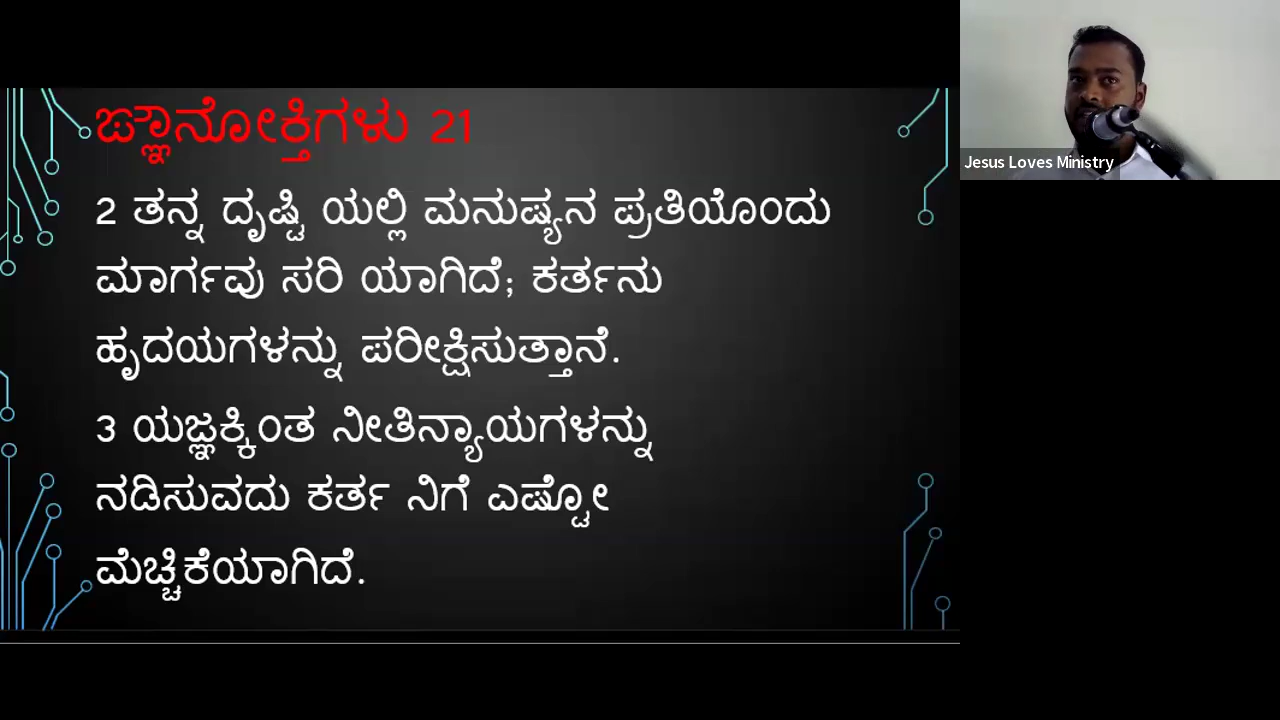 ಜ್ಞಾನೋಕ್ತಿಗಳು 21
2 ತನ್ನ ದೃಷ್ಟಿ ಯಲ್ಲಿ ಮನುಷ್ಯನ ಪ್ರತಿಯೊಂದು
ಮಾರ್ಗವು ಸರಿ ಯಾಗಿದೆ; ಕರ್ತನು
ಹೃದಯಗಳನ್ನು ಪರೀಕ್ಷಿಸುತ್ತಾನೆ.
3 ಯಜ್ಞಕ್ಕಿಂತ ನೀತಿನ್ಯಾಯಗಳನ್ನು
ನಡಿಸುವದು ಕರ್ತ ನಿಗೆ ಎಷ್ಟೋ
ಮೆಚ್ಚಿಕೆಯಾಗಿದೆ.
Jesus Loves Ministry